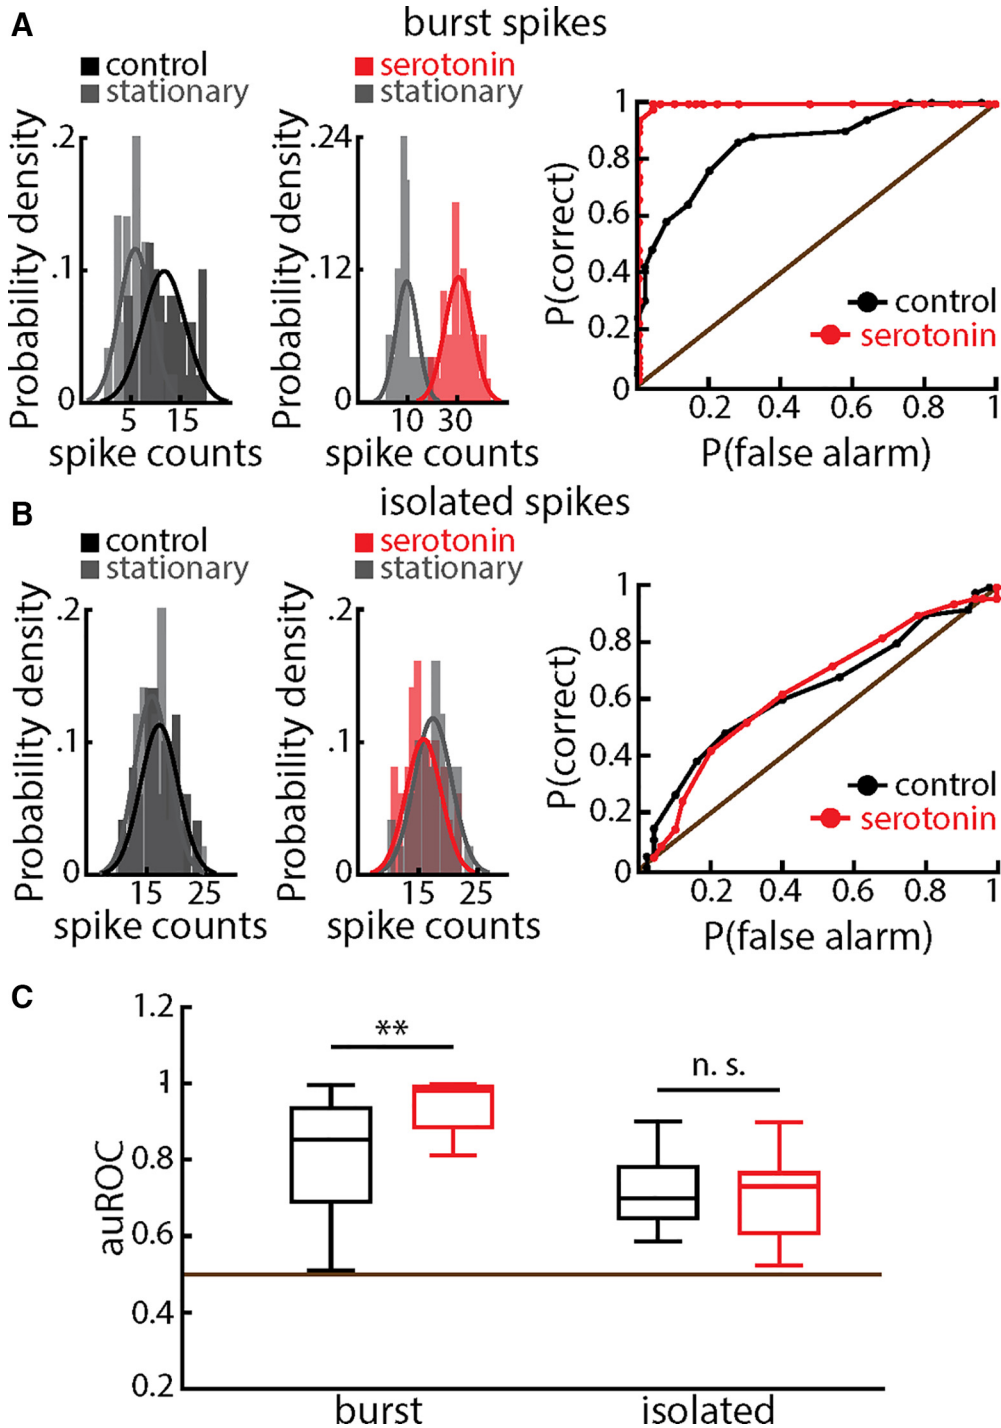 A
burst spikes
control
stationary
Probability density
.2
.1
0
5 15
spike counts
serotonin
stationary
Probability density
.24
.12
0
10 30
spike counts
P(correct)
1
0.8
0.6
0.4
0.2
0
0.2 0.4 0.6 0.8 1
P(false alarm)
control
serotonin
B
isolated spikes
control
stationary
Probability density
.2
.1
0
15 25
spike counts
serotonin
stationary
Probability density
.2
.1
0
15 25
spike counts
P(correct)
1
0.8
0.6
0.4
0.2
0
0.2 0.4 0.6 0.8 1
P(false alarm)
control
serotonin
C
auROC
1.2
1
0.8
0.6
0.4
0.2
**
n. s.
burst isolated